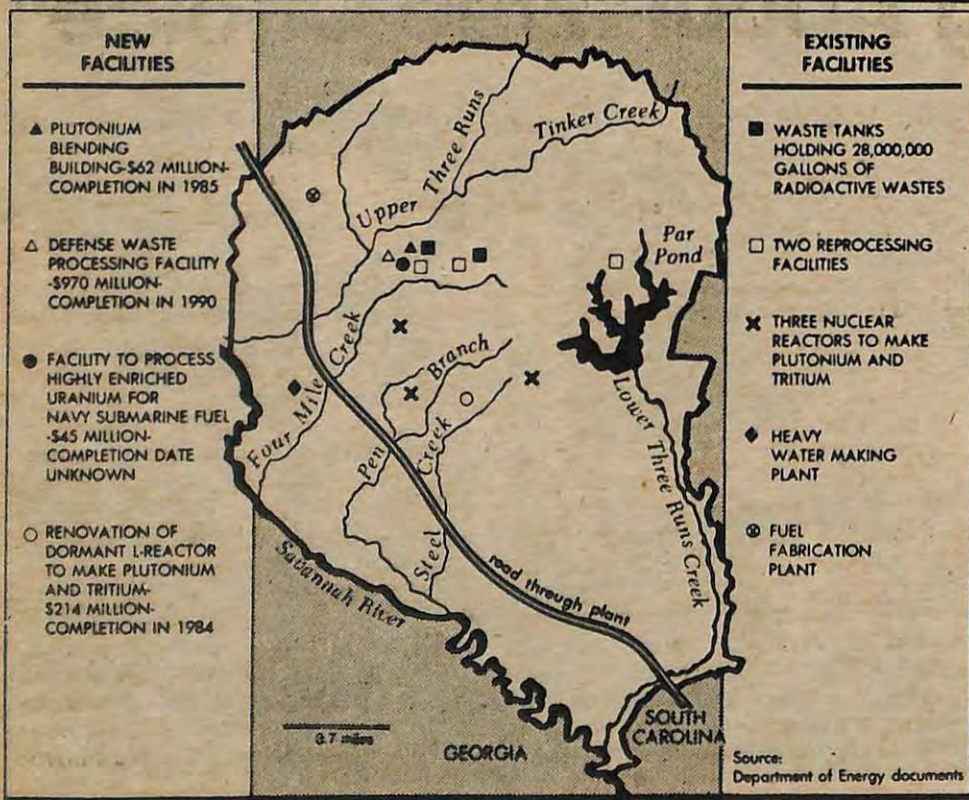 NEW
FACILITIES
▲ PLUTONIUM
BLENDING
BUILDING-$62 MILLION-
COMPLETION IN 1985
△ DEFENSE WASTE
PROCESSING FACILITY
-$970 MILLION-
COMPLETION IN 1990
● FACILITY TO PROCESS
HIGHLY ENRICHED
URANIUM FOR
NAVY SUBMARINE FUEL
-$45 MILLION-
COMPLETION DATE
UNKNOWN
○ RENOVATION OF
DORMANT L-REACTOR
TO MAKE PLUTONIUM
AND TRITIUM-
$214 MILLION-
COMPLETION IN 1984
Upper Three Runs
Tinker Creek
Par
Pond
Four Mile Creek
Pen Branch
Steel Creek
Lower Three Runs Creek
Savannah River
road through plant
3.7 miles
GEORGIA
SOUTH
CAROLINA
EXISTING
FACILITIES
■ WASTE TANKS
HOLDING 28,000,000
GALLONS OF
RADIOACTIVE WASTES
□ TWO REPROCESSING
FACILITIES
✖ THREE NUCLEAR
REACTORS TO MAKE
PLUTONIUM AND
TRITIUM
◆ HEAVY
WATER MAKING
PLANT
⊗ FUEL
FABRICATION
PLANT
Source:
Department of Energy documents